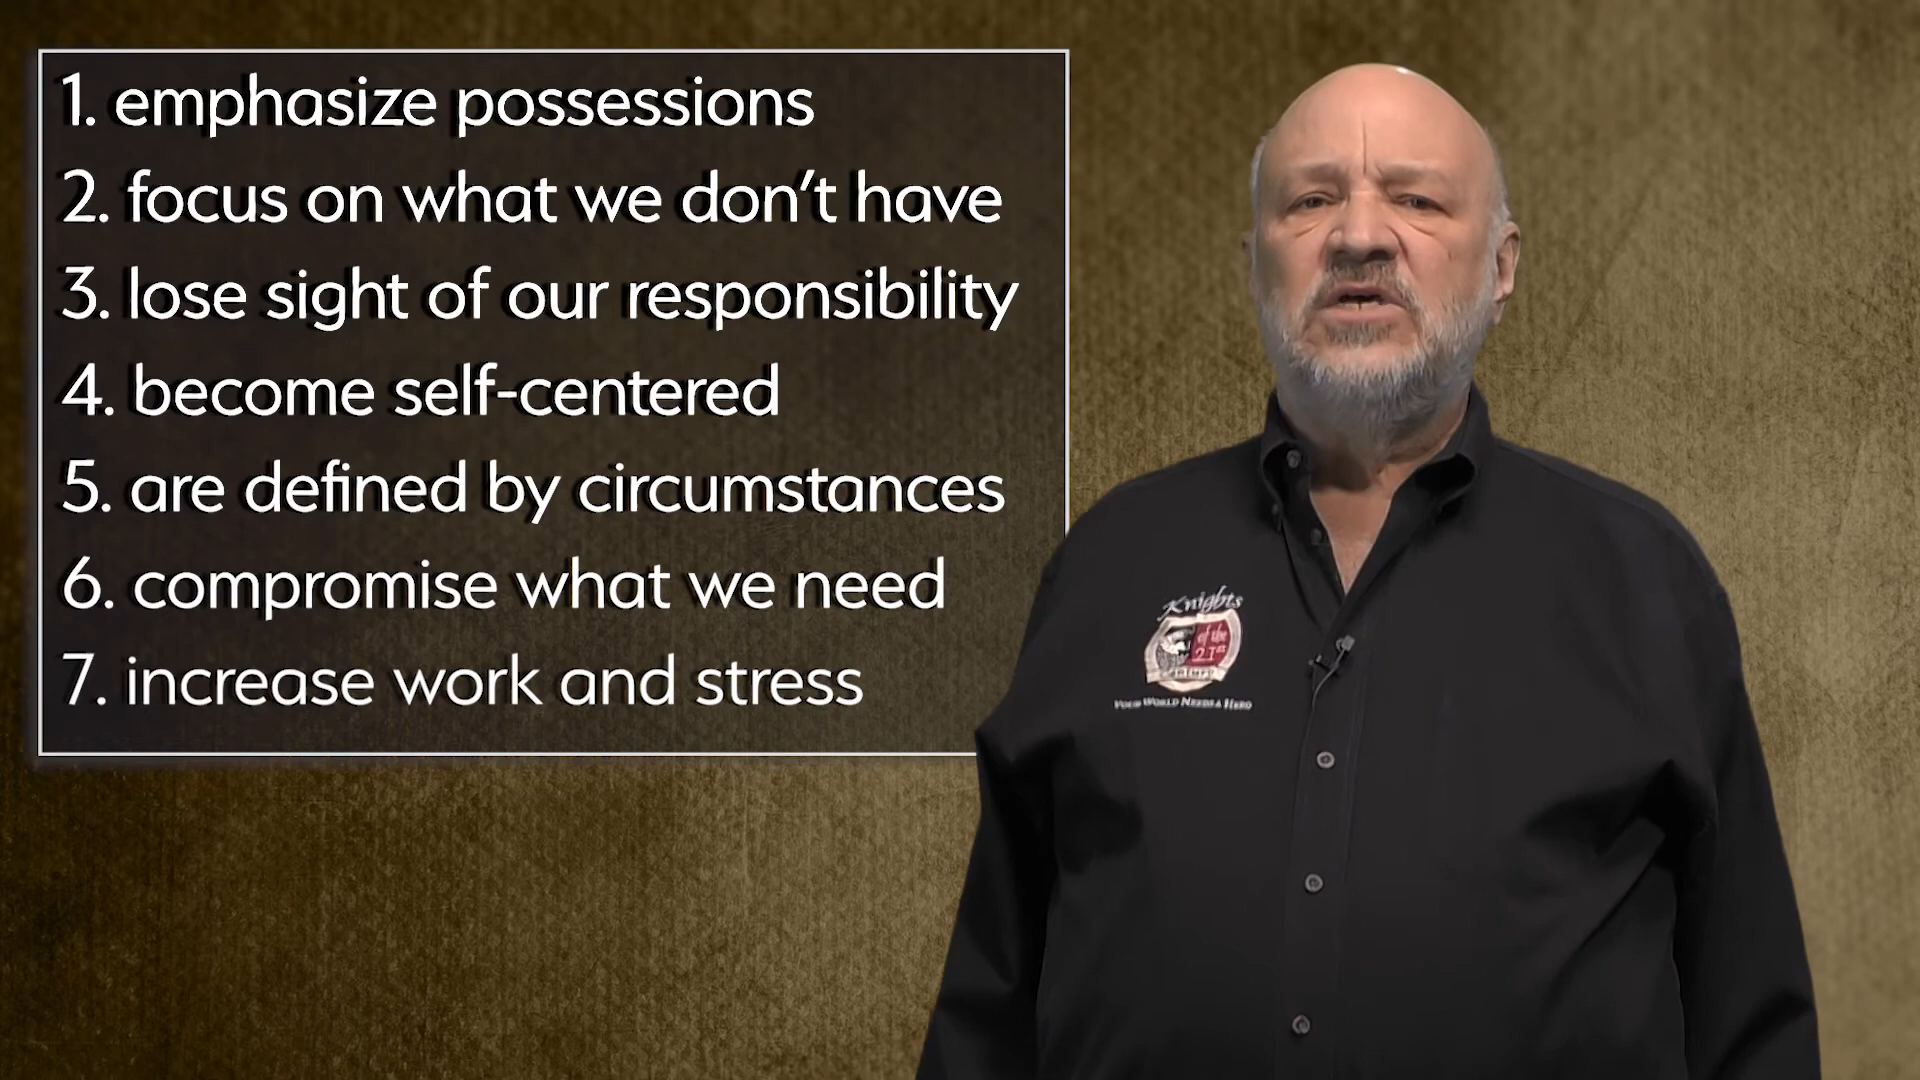 1. emphasize possessions
2. focus on what we don't have
3. lose sight of our responsibility
4. become self-centered
5. are defined by circumstances
6. compromise what we need
7. increase work and stress
Knights
of the
21st
Century
Your World Needs a Hero